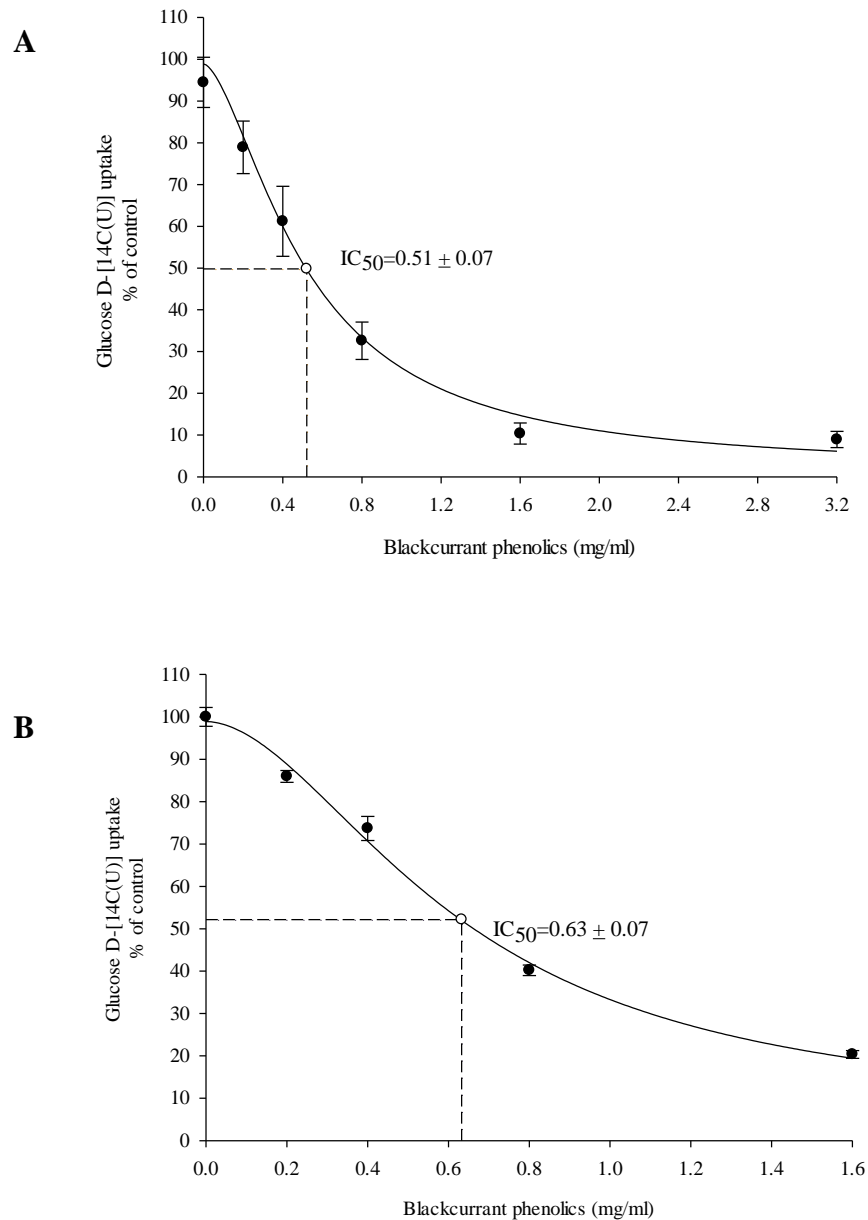 A
110
100
90
80
70
60
50
40
30
20
10
0
Glucose D-[14C(U)] uptake
% of control
IC50=0.51 ± 0.07
0.0 0.4 0.8 1.2 1.6 2.0 2.4 2.8 3.2
Blackcurrant phenolics (mg/ml)
B
110
100
90
80
70
60
50
40
30
20
10
0
Glucose D-[14C(U)] uptake
% of control
IC50=0.63 ± 0.07
0.0 0.2 0.4 0.6 0.8 1.0 1.2 1.4 1.6
Blackcurrant phenolics (mg/ml)